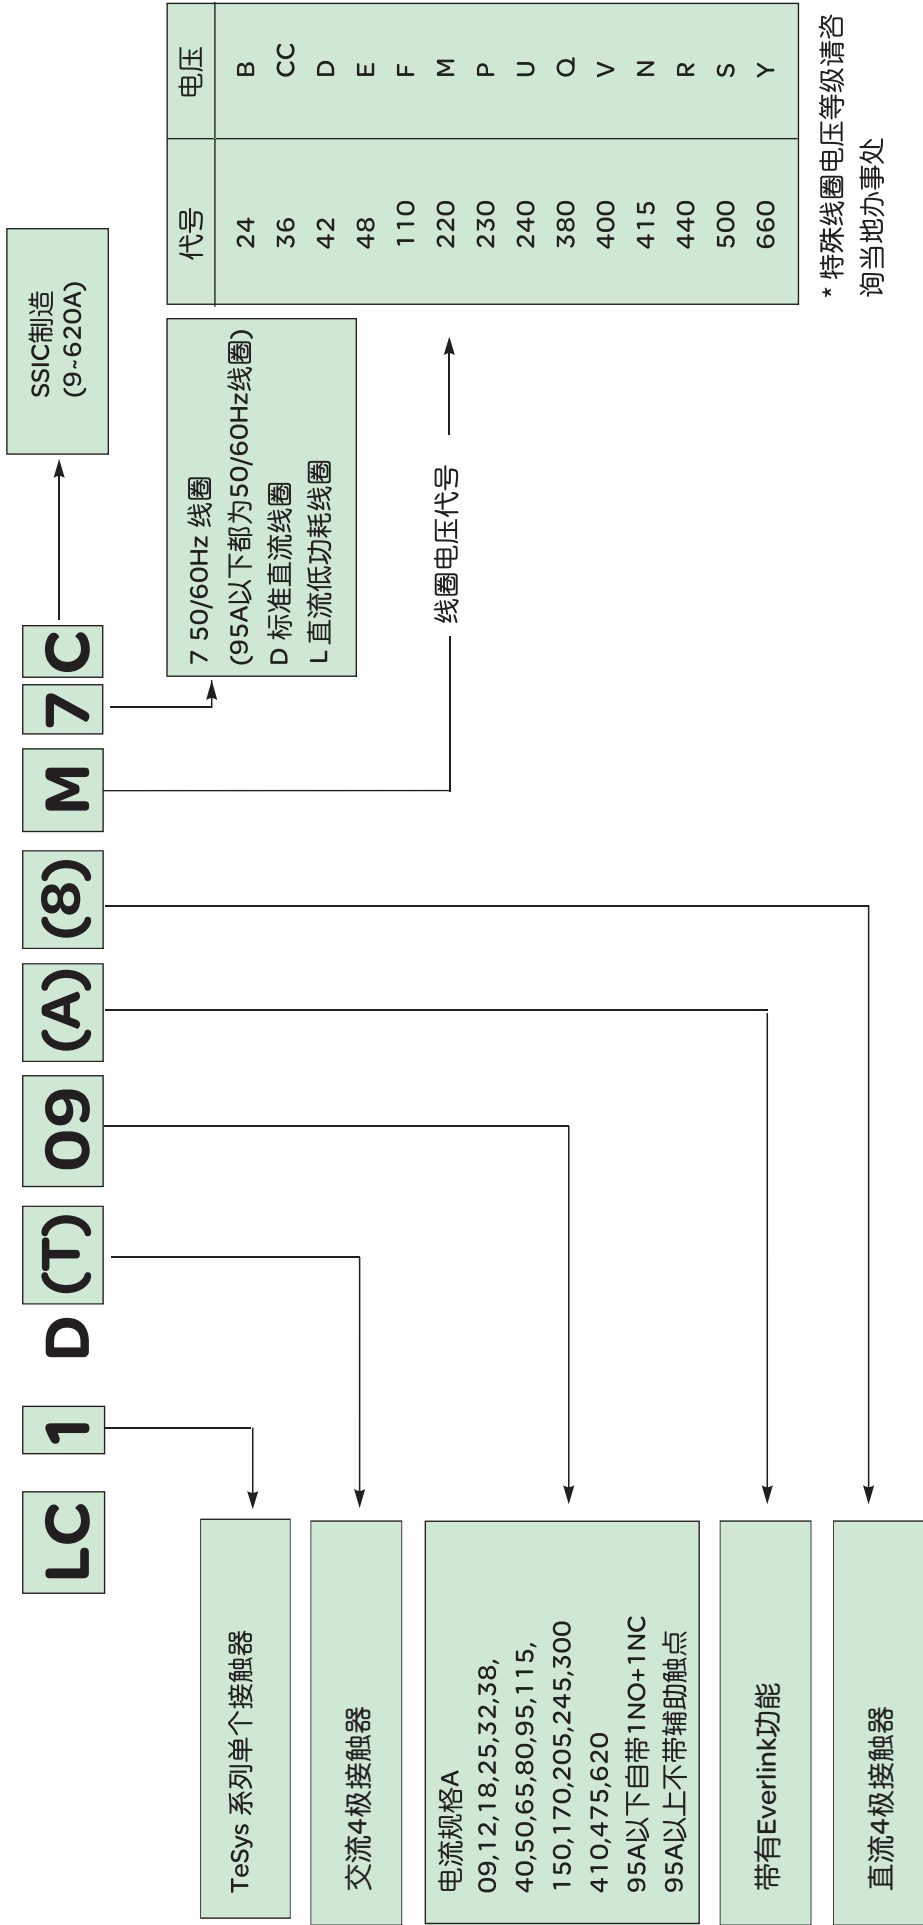 LC 1 D (T) 09 (A) (8) M 7 C
SSIC制造
(9~620A)
TeSys 系列单个接触器
交流4极接触器
电流规格A
09,12,18,25,32,38,
40,50,65,80,95,115,
150,170,205,245,300
410,475,620
95A以下自带1NO+1NC
95A以上不带辅助触点
带有Everlink功能
直流4极接触器
7 50/60Hz 线圈
(95A以下都为50/60Hz线圈)
D 标准直流线圈
L 直流低功耗线圈
线圈电压代号
代号 电压
24 B
36 CC
42 D
48 E
110 F
220 M
230 P
240 U
380 Q
400 V
415 N
440 R
500 S
660 Y
* 特殊线圈电压等级请咨
询当地办事处